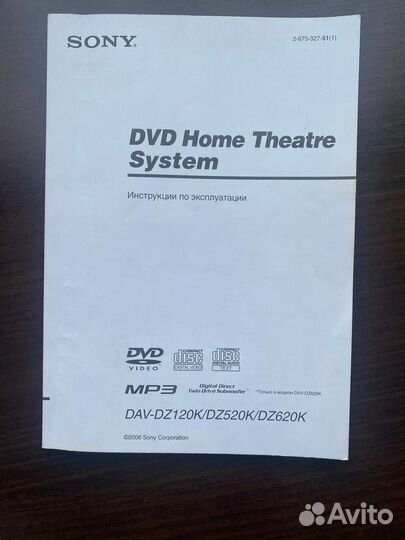 SONY®
2-675-327-51(1)
DVD Home Theatre
System
Инструкции по эксплуатации
DVD
VIDEO
COMPACT
disc
DIGITAL VIDEO
COMPACT
disc
DIGITAL AUDIO
TEXT
MP3
Digital Direct
Twin Drive Subwoofer*
*Только в модели DAV-DZ620K
DAV-DZ120K/DZ520K/DZ620K
©2006 Sony Corporation
Avito